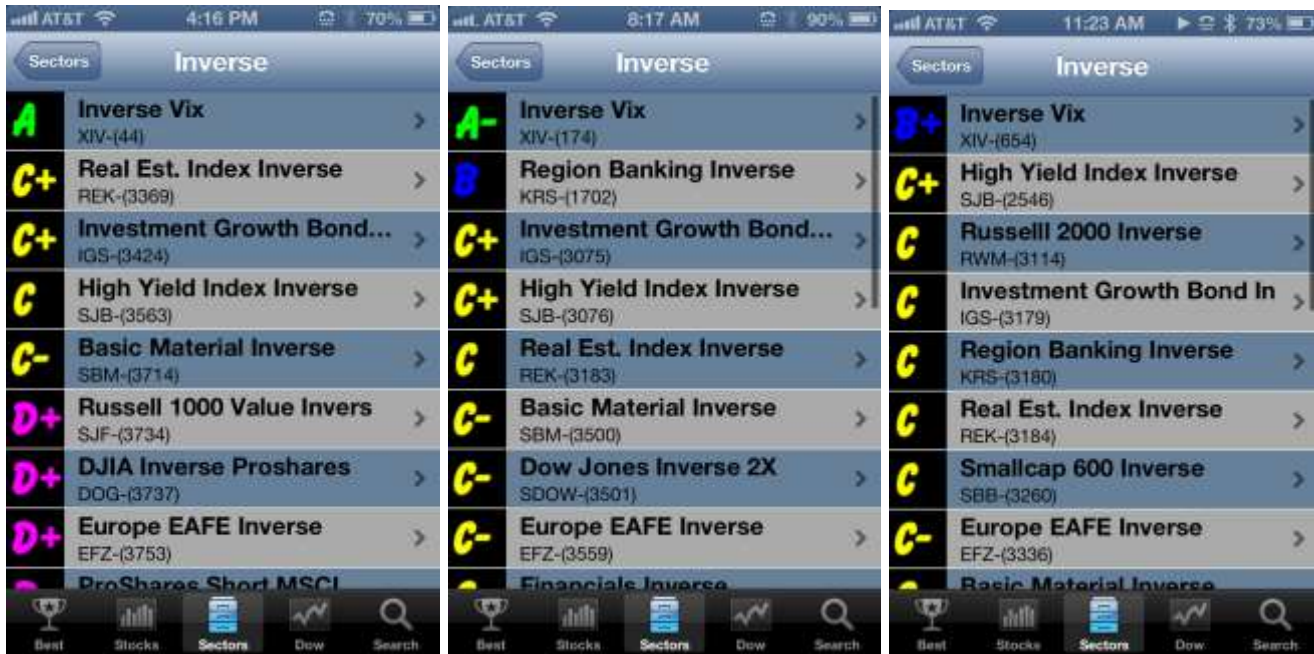 AT&T 4:16 PM 70%
Sectors Inverse
A Inverse Vix
XIV-(44)
C+ Real Est. Index Inverse
REK-(3369)
C+ Investment Growth Bond...
IGS-(3424)
C High Yield Index Inverse
SJB-(3563)
C- Basic Material Inverse
SBM-(3714)
D+ Russell 1000 Value Invers
SJF-(3734)
D+ DJIA Inverse Proshares
DOG-(3737)
D+ Europe EAFE Inverse
EFZ-(3753)
ProShares Short MSCI
Best Stocks Sectors Dow Search
AT&T 8:17 AM 90%
Sectors Inverse
A- Inverse Vix
XIV-(174)
B Region Banking Inverse
KRS-(1702)
C+ Investment Growth Bond...
IGS-(3075)
C+ High Yield Index Inverse
SJB-(3076)
C Real Est. Index Inverse
REK-(3183)
C- Basic Material Inverse
SBM-(3500)
C- Dow Jones Inverse 2X
SDOW-(3501)
C- Europe EAFE Inverse
EFZ-(3559)
Financials Inverse
Best Stocks Sectors Dow Search
AT&T 11:23 AM 73%
Sectors Inverse
B+ Inverse Vix
XIV-(654)
C+ High Yield Index Inverse
SJB-(2546)
C Russelll 2000 Inverse
RWM-(3114)
C Investment Growth Bond In
IGS-(3179)
C Region Banking Inverse
KRS-(3180)
C Real Est. Index Inverse
REK-(3184)
C Smallcap 600 Inverse
SBB-(3260)
C- Europe EAFE Inverse
EFZ-(3336)
Basic Material Inverse
Best Stocks Sectors Dow Search